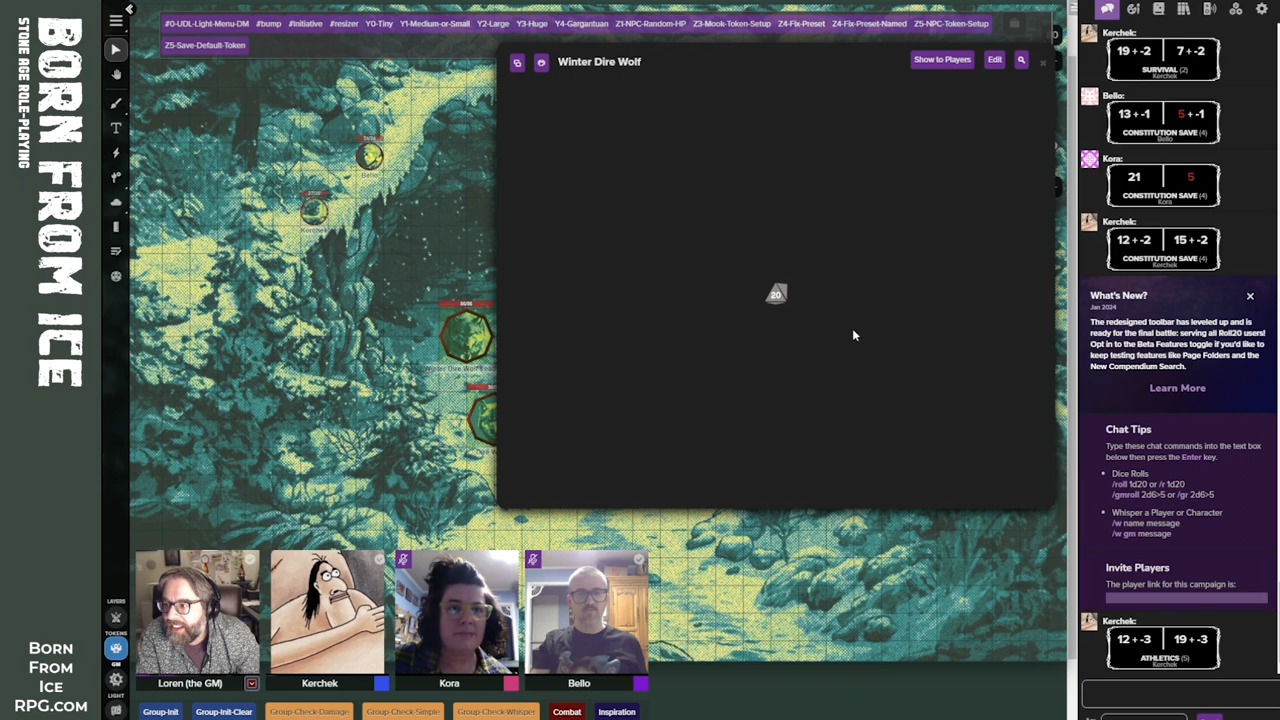 BORN FROM ICE
STONE AGE ROLE-PLAYING
BORN
FROM
ICE
RPG.COM
#0-UDL-Light-Menu-DM #bump #Initiative #resizer Y0-Tiny Y1-Medium-or-Small Y2-Large Y3-Huge Y4-Gargantuan Z1-NPC-Random-HP Z3-Mook-Token-Setup Z4-Fix-Preset Z4-Fix-Preset-Named Z5-NPC-Token-Setup
Z5-Save-Default-Token
Winter Dire Wolf
Show to Players
Edit
20
Bello
Kerchek
LAYERS
TOKENS
GM
LIGHT
Loren (the GM)
Kerchek
Kora
Bello
Group-Init
Group-Init-Clear
Group-Check-Damage
Group-Check-Simple
Group-Check-Whisper
Combat
Inspiration
Kerchek:
19 + -2 7 + -2
SURVIVAL (2)
Kerchek
Bello:
13 + -1 5 + -1
CONSTITUTION SAVE (4)
Bello
Kora:
21 5
CONSTITUTION SAVE (4)
Kora
Kerchek:
12 + -2 15 + -2
CONSTITUTION SAVE (4)
Kerchek
What's New?
Jan 2024
The redesigned toolbar has leveled up and is
ready for the final battle: serving all Roll20 users!
Opt in to the Beta Features toggle if you'd like to
keep testing features like Page Folders and the
New Compendium Search.
Learn More
Chat Tips
Type these chat commands into the text box
below then press the Enter key.
Dice Rolls
/roll 1d20 or /r 1d20
/gmroll 2d6>5 or /gr 2d6>5
Whisper a Player or Character
/w name message
/w gm message
Invite Players
The player link for this campaign is:
Kerchek:
12 + -3 19 + -3
ATHLETICS (5)
Kerchek